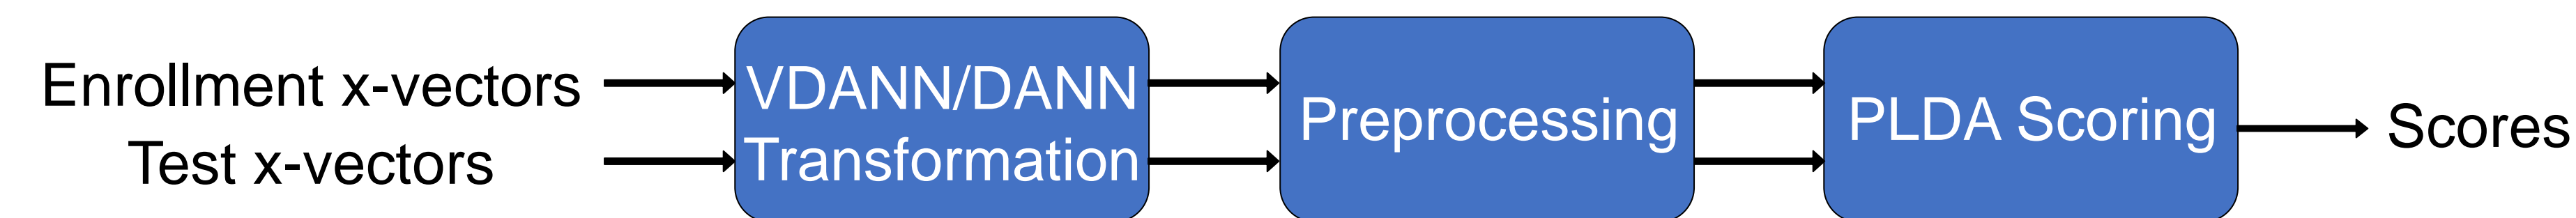 Enrollment x-vectors
Test x-vectors
VDANN/DANN
Transformation
Preprocessing
PLDA Scoring
Scores